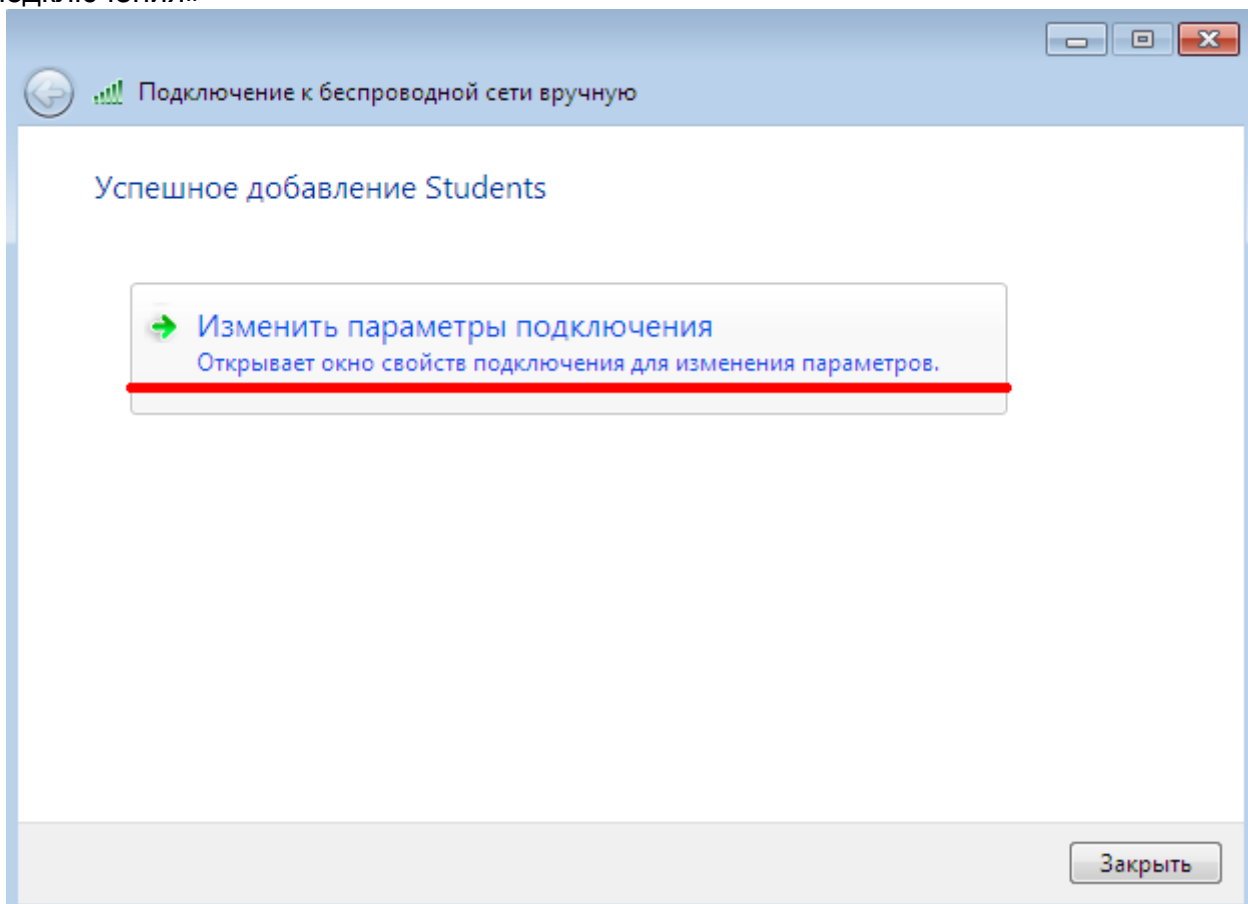 Подключение к беспроводной сети вручную
Успешное добавление Students
Изменить параметры подключения
Открывает окно свойств подключения для изменения параметров.
Закрыть